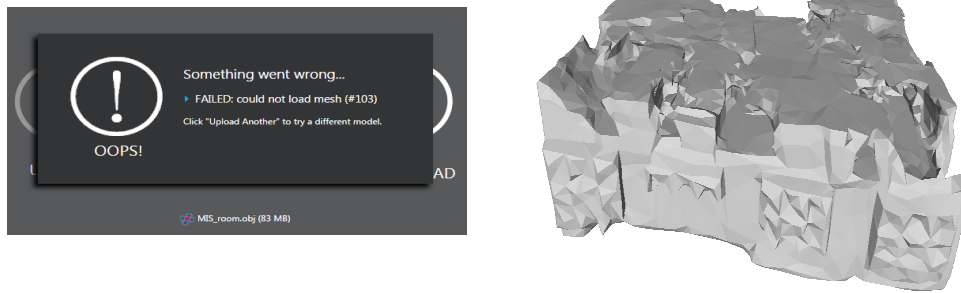 Something went wrong...
FAILED: could not load mesh (#103)
Click "Upload Another" to try a different model.
OOPS!
AD
MIS_room.obj (83 MB)